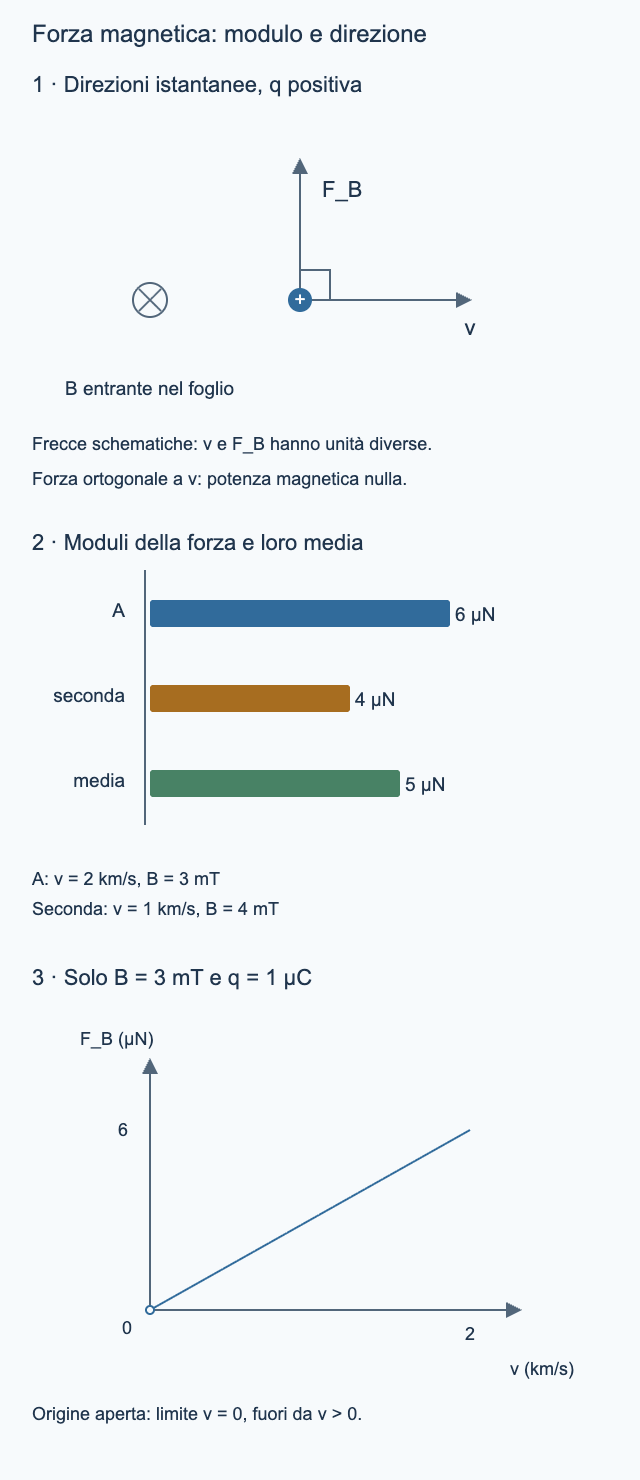 Forza magnetica: modulo e direzione
1 · Direzioni istantanee, q positiva
F_B
+
v
B entrante nel foglio
Frecce schematiche: v e F_B hanno unità diverse.
Forza ortogonale a v: potenza magnetica nulla.
2 · Moduli della forza e loro media
A 6 µN
seconda 4 µN
media 5 µN
A: v = 2 km/s, B = 3 mT
Seconda: v = 1 km/s, B = 4 mT
3 · Solo B = 3 mT e q = 1 µC
F_B (µN)
6
0
2
v (km/s)
Origine aperta: limite v = 0, fuori da v > 0.